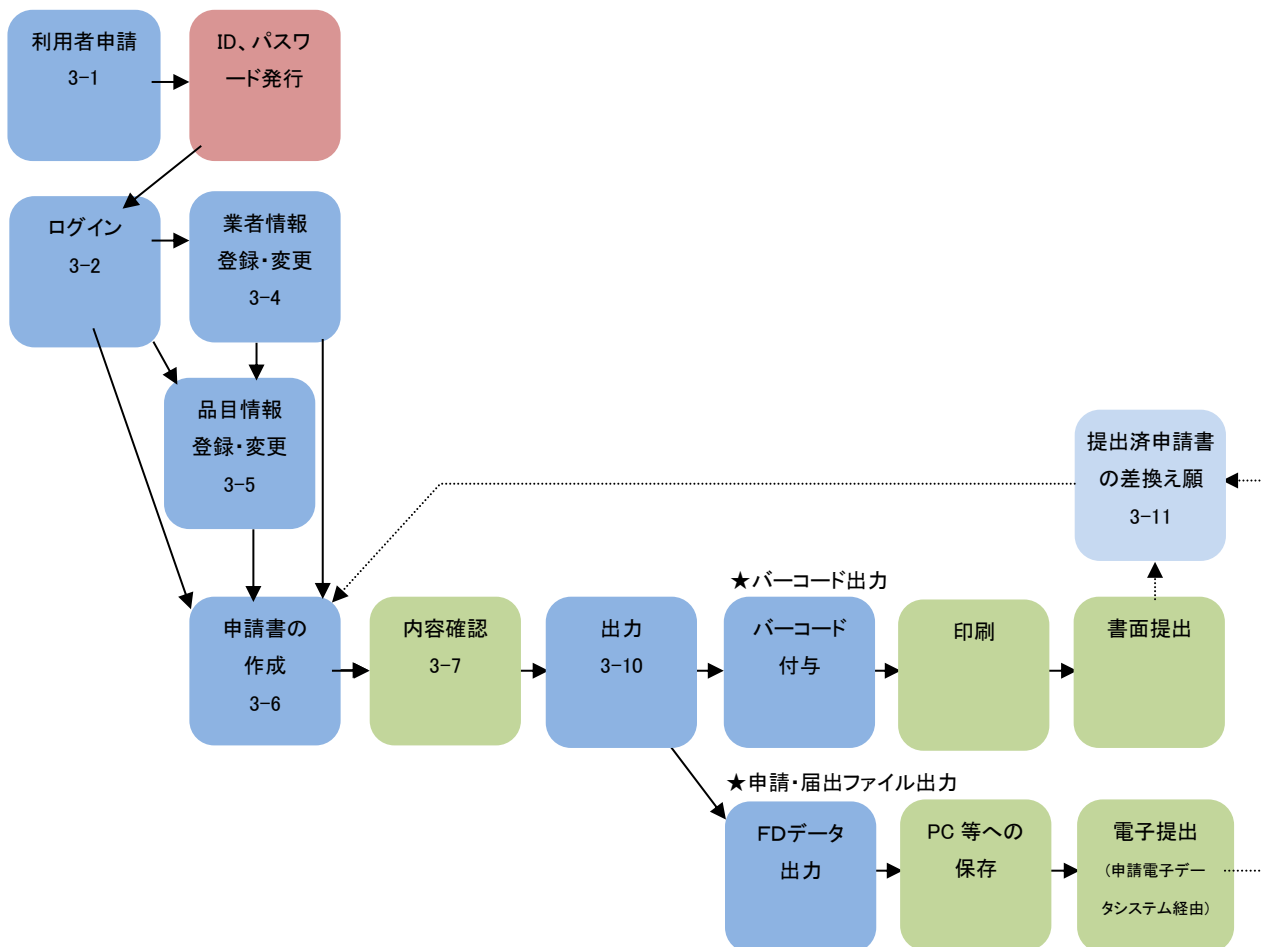 利用者申請
3-1
ID、パスワ
ード発行
ログイン
3-2
業者情報
登録・変更
3-4
品目情報
登録・変更
3-5
提出済申請書
の差換え願
3-11
申請書の
作成
3-6
内容確認
3-7
出力
3-10
★バーコード出力
バーコード
付与
印刷
書面提出
★申請・届出ファイル出力
FDデータ
出力
PC 等への
保存
電子提出
(申請電子デー
タシステム経由)